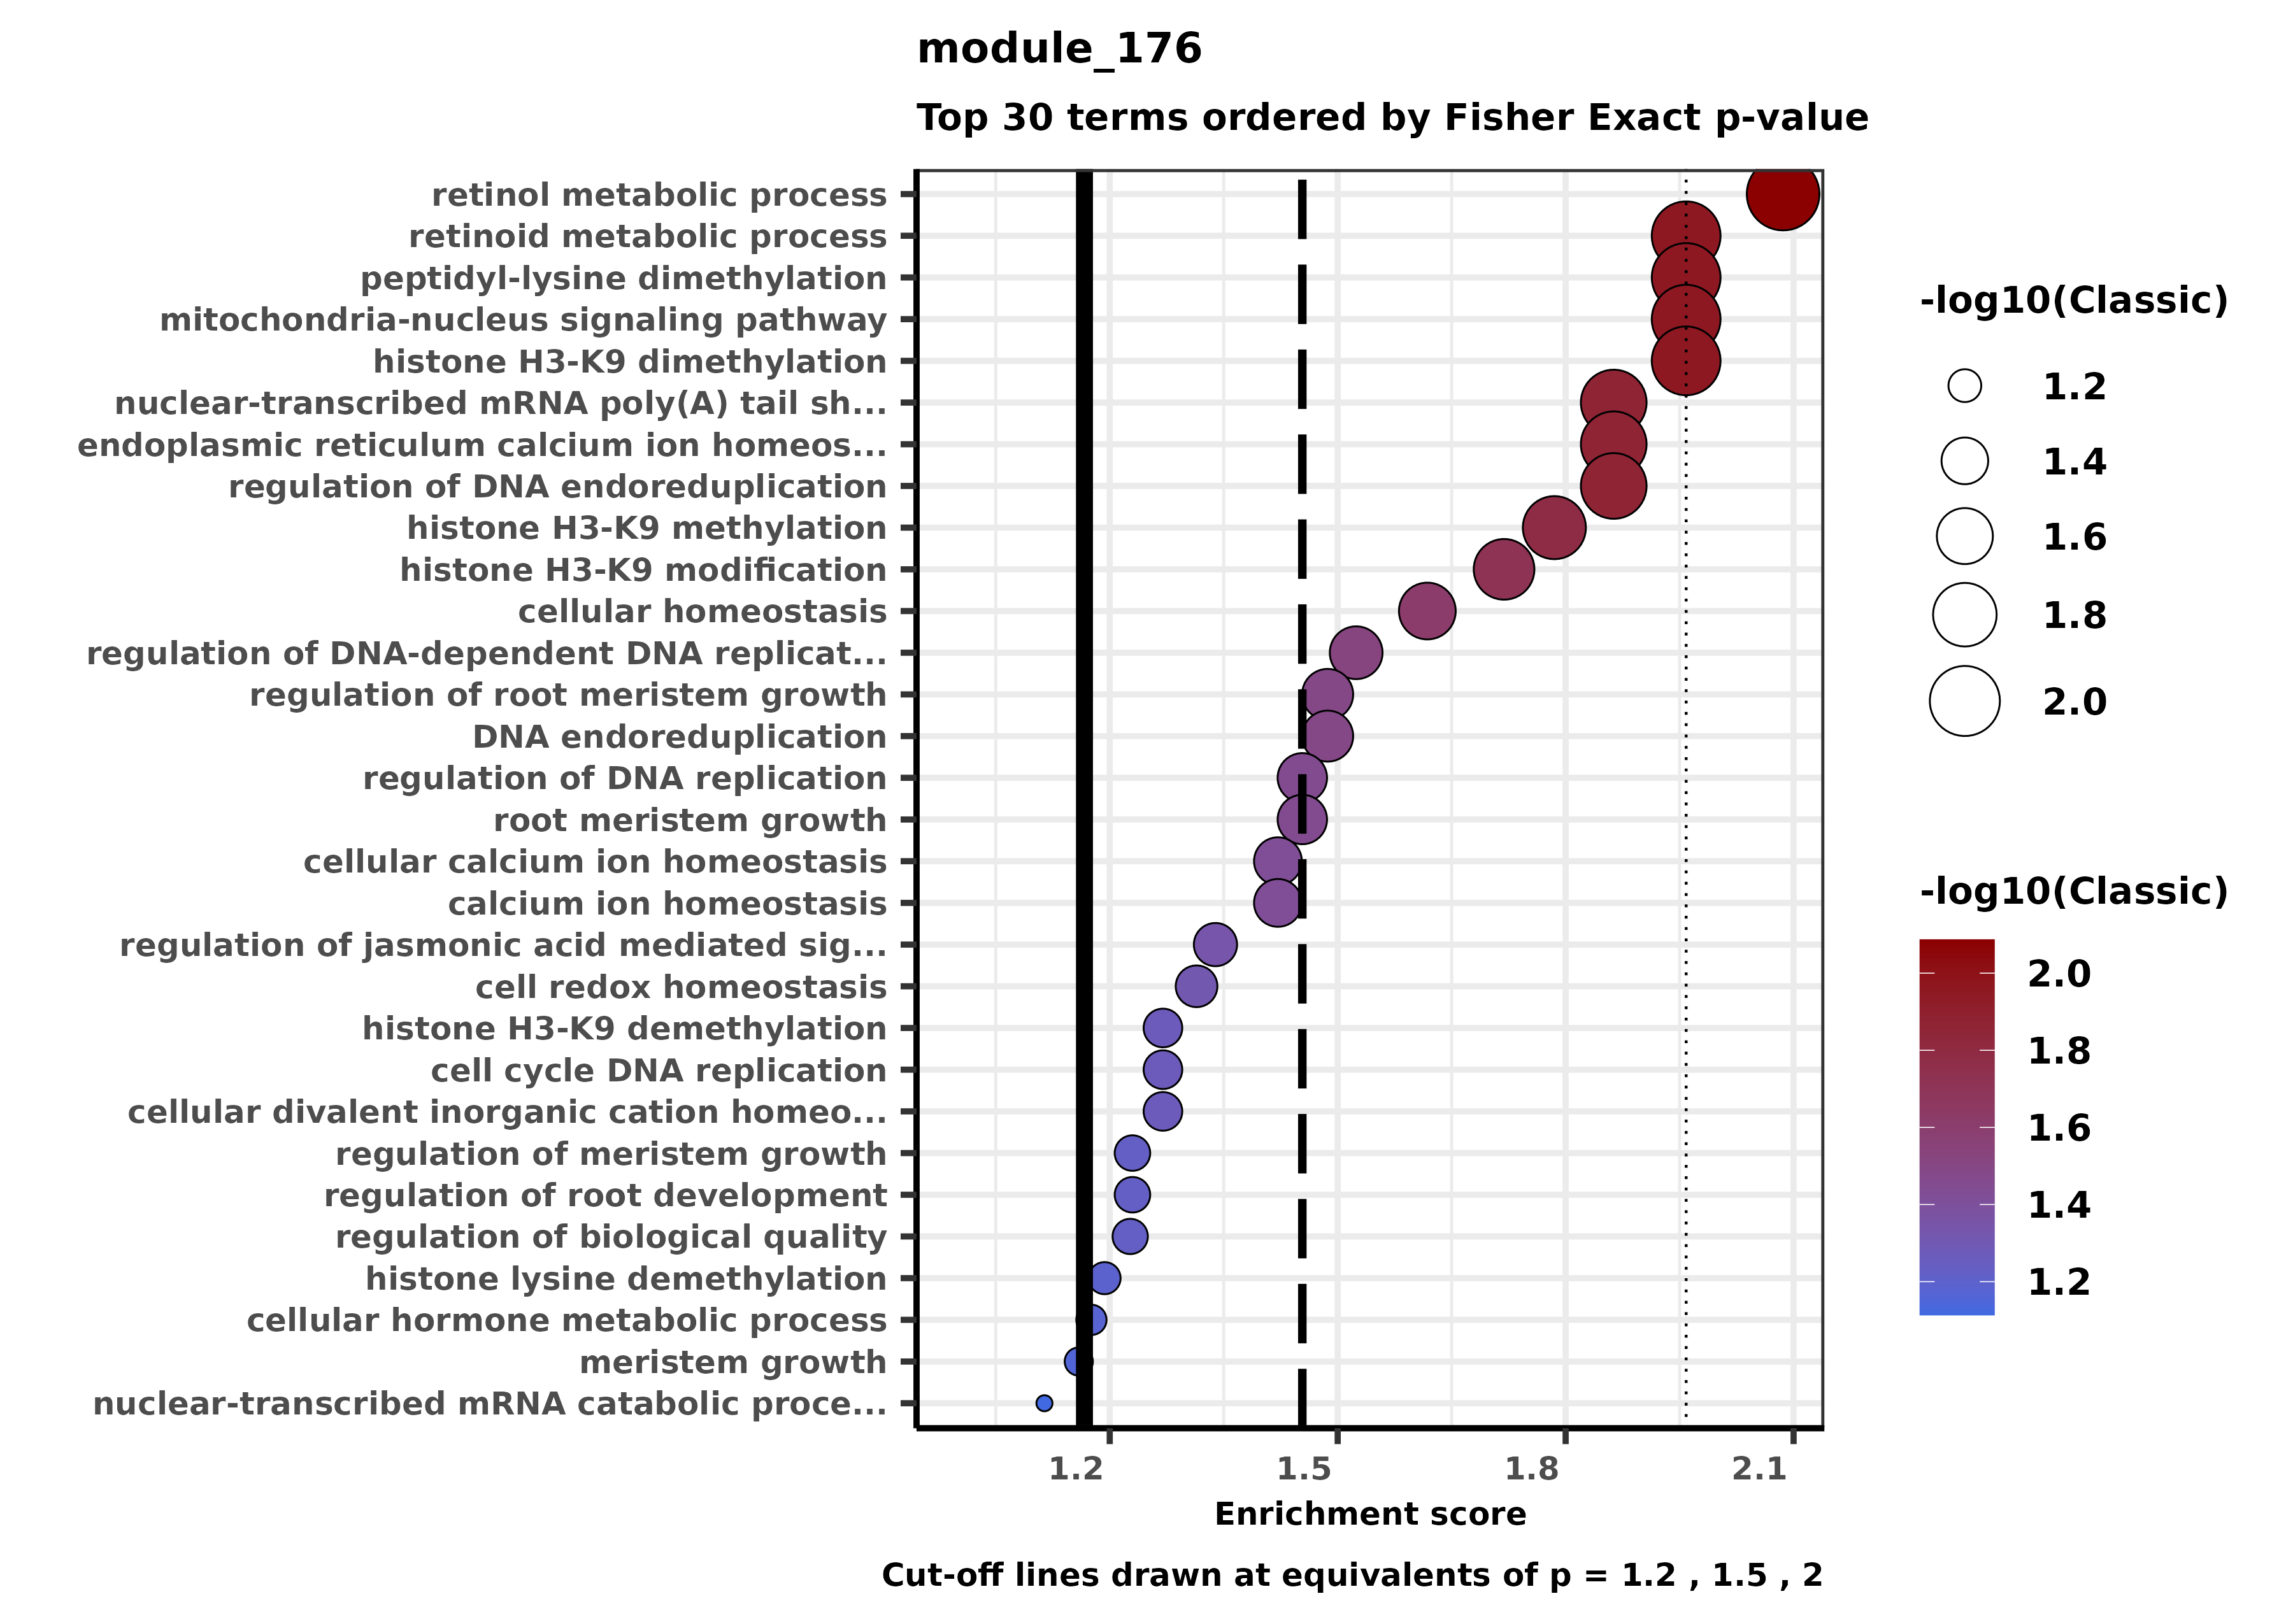 module_176
Top 30 terms ordered by Fisher Exact p-value
retinol metabolic process
retinoid metabolic process
peptidyl-lysine dimethylation
mitochondria-nucleus signaling pathway
histone H3-K9 dimethylation
nuclear-transcribed mRNA poly(A) tail sh...
endoplasmic reticulum calcium ion homeos...
regulation of DNA endoreduplication
histone H3-K9 methylation
histone H3-K9 modification
cellular homeostasis
regulation of DNA-dependent DNA replicat...
regulation of root meristem growth
DNA endoreduplication
regulation of DNA replication
root meristem growth
cellular calcium ion homeostasis
calcium ion homeostasis
regulation of jasmonic acid mediated sig...
cell redox homeostasis
histone H3-K9 demethylation
cell cycle DNA replication
cellular divalent inorganic cation homeo...
regulation of meristem growth
regulation of root development
regulation of biological quality
histone lysine demethylation
cellular hormone metabolic process
meristem growth
nuclear-transcribed mRNA catabolic proce...
1.2 1.5 1.8 2.1
Enrichment score
Cut-off lines drawn at equivalents of p = 1.2 , 1.5 , 2
-log10(Classic)
1.2
1.4
1.6
1.8
2.0
-log10(Classic)
2.0
1.8
1.6
1.4
1.2